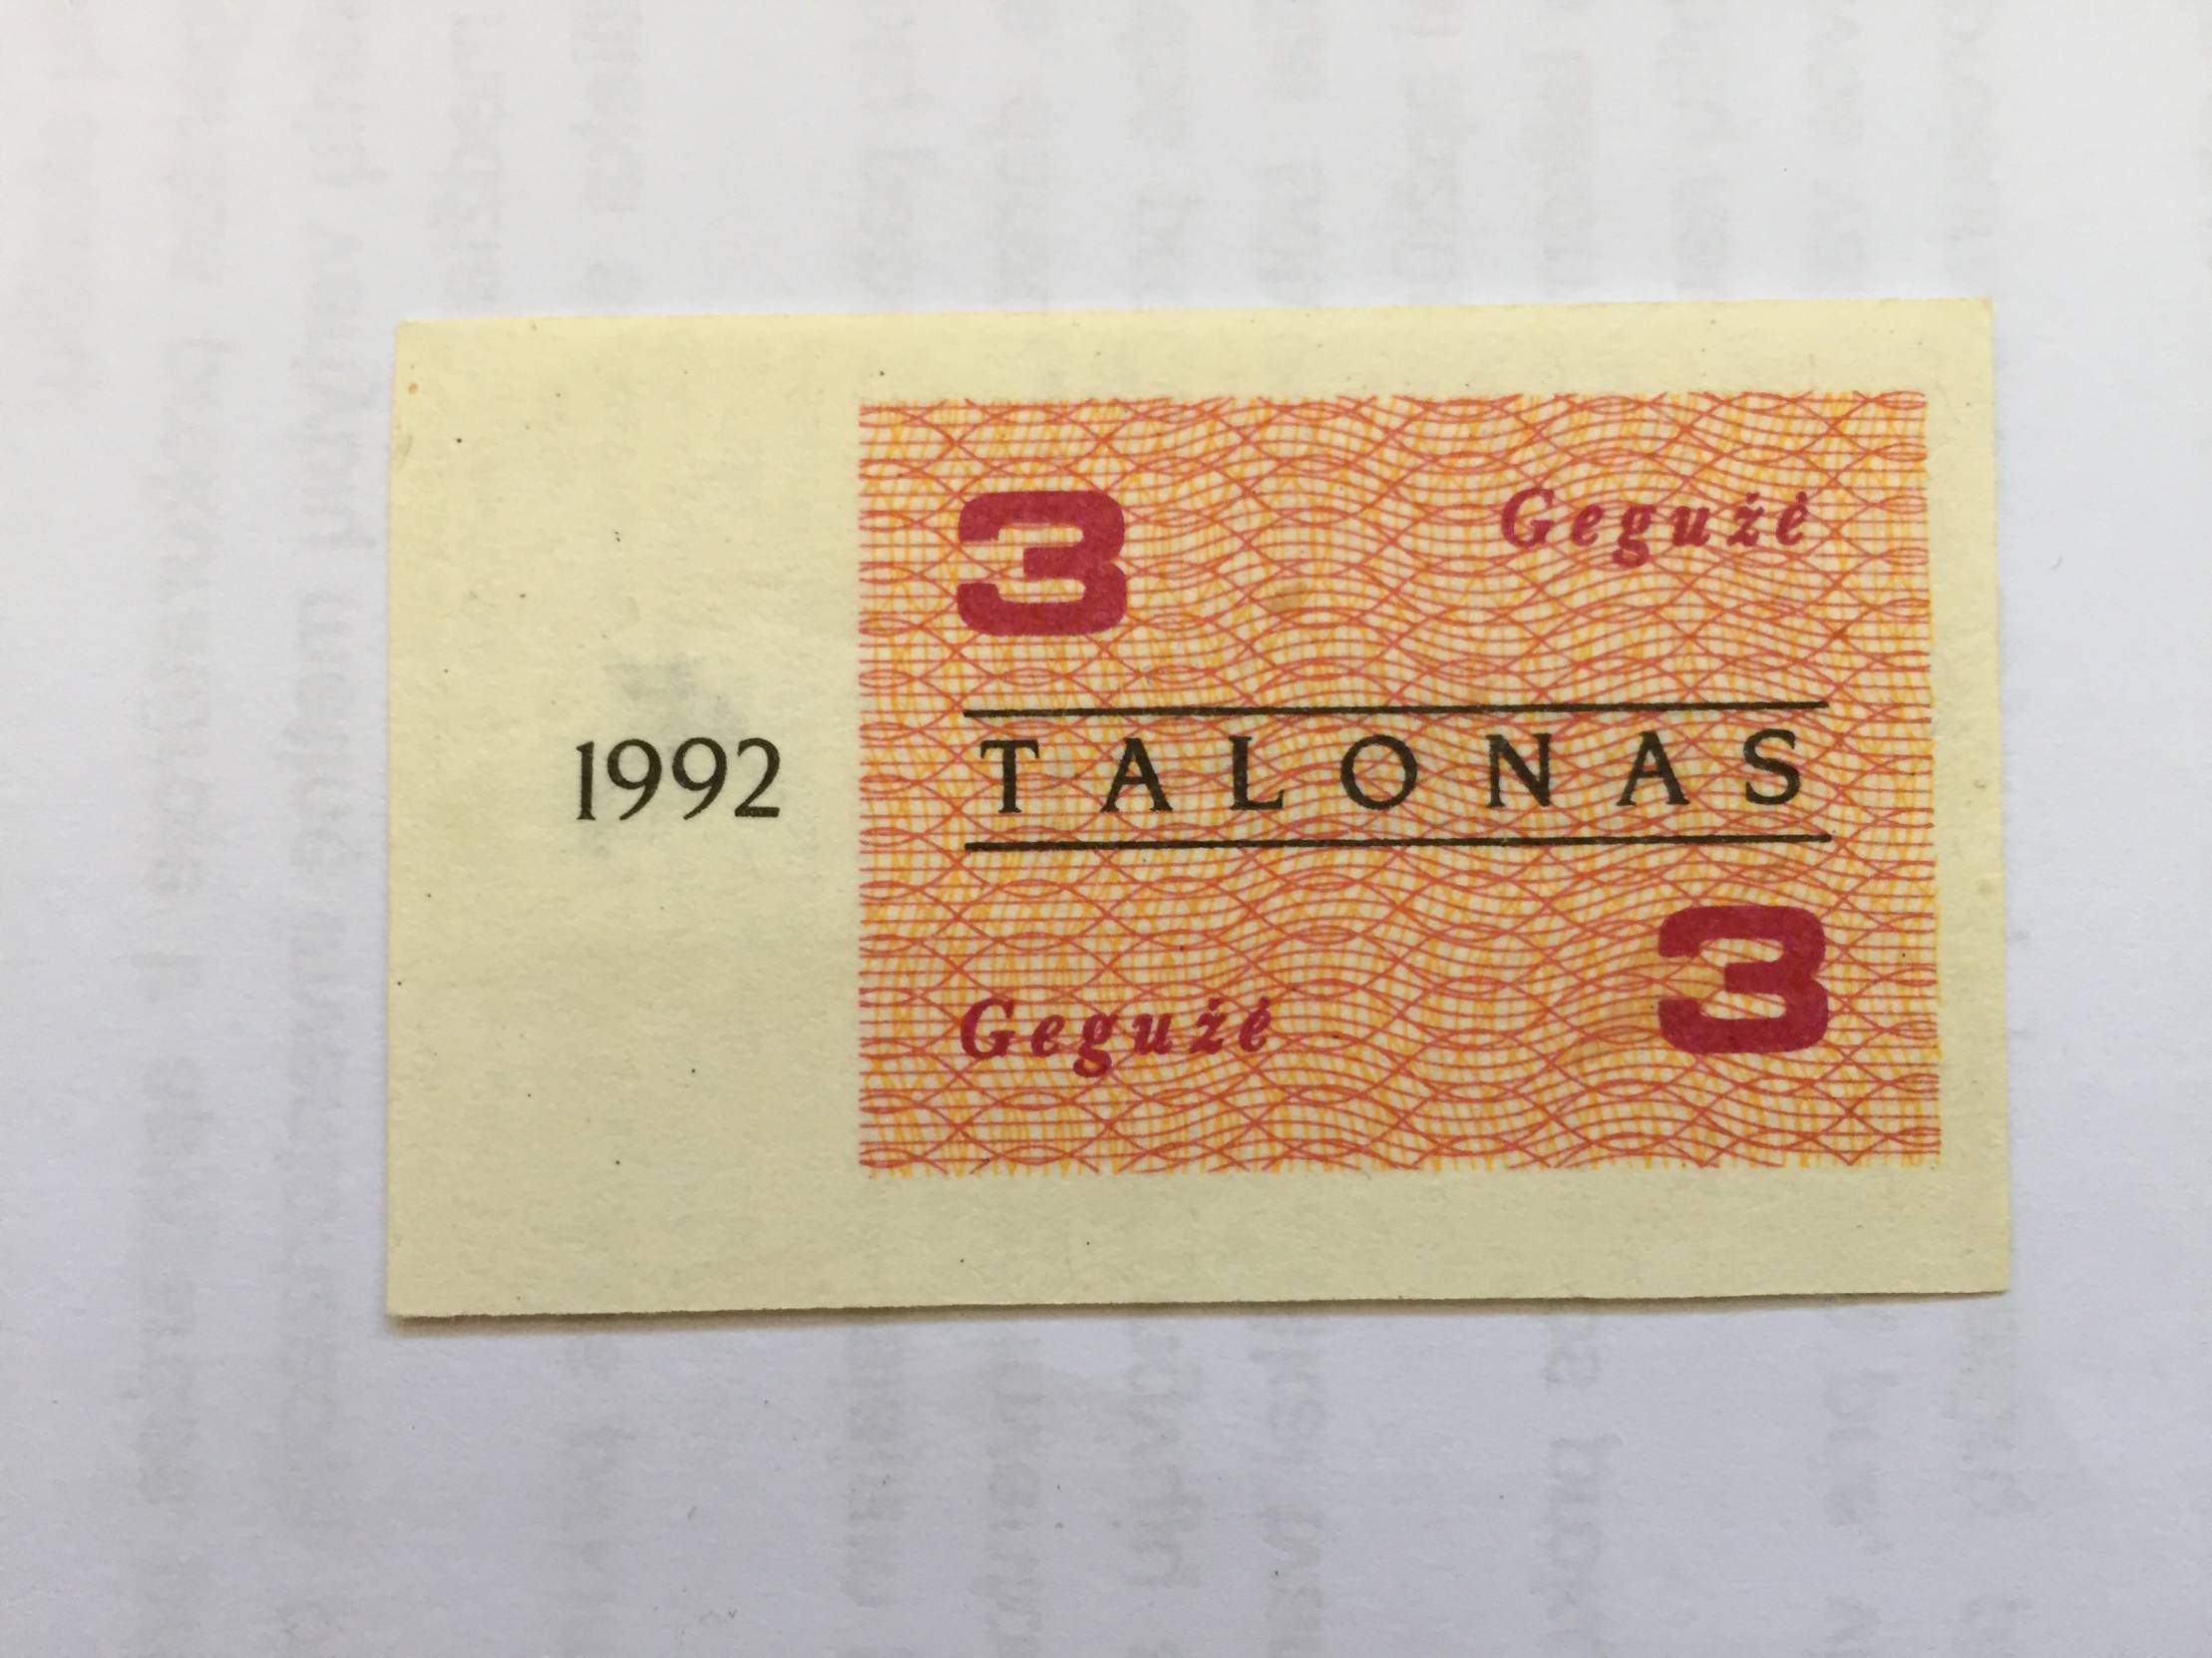 3 Gegužė
1992 TALONAS
Gegužė 3